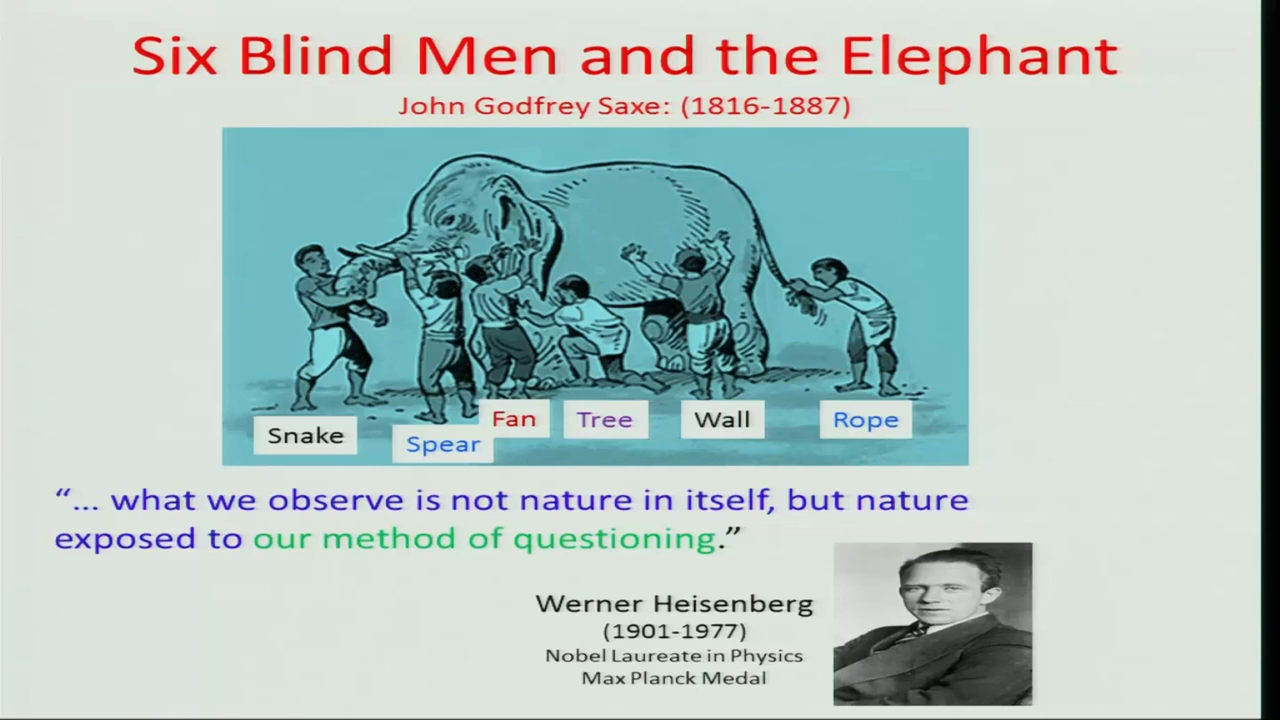 Six Blind Men and the Elephant
John Godfrey Saxe: (1816-1887)
Snake
Spear
Fan
Tree
Wall
Rope
“... what we observe is not nature in itself, but nature
exposed to our method of questioning.”
Werner Heisenberg
(1901-1977)
Nobel Laureate in Physics
Max Planck Medal